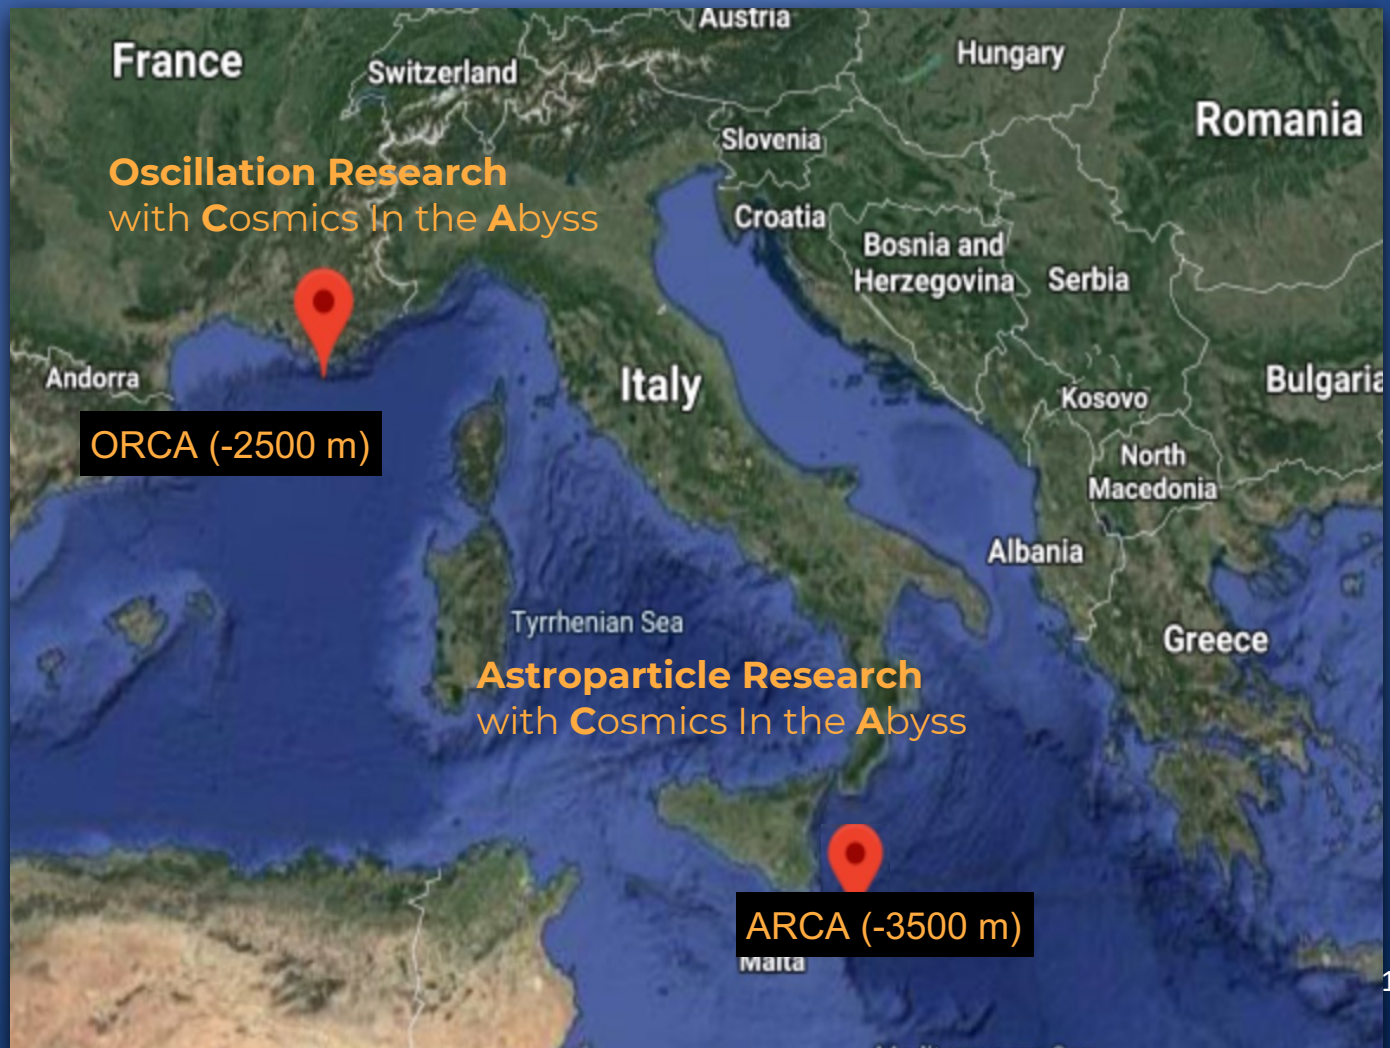 Austria
France
Hungary
Switzerland
Romania
Slovenia
Oscillation Research
with Cosmics In the Abyss
Croatia
Bosnia and
Herzegovina
Serbia
Andorra
Italy
Bulgaria
Kosovo
ORCA (-2500 m)
North
Macedonia
Albania
Tyrrhenian Sea
Greece
Astroparticle Research
with Cosmics In the Abyss
ARCA (-3500 m)
Malta
1